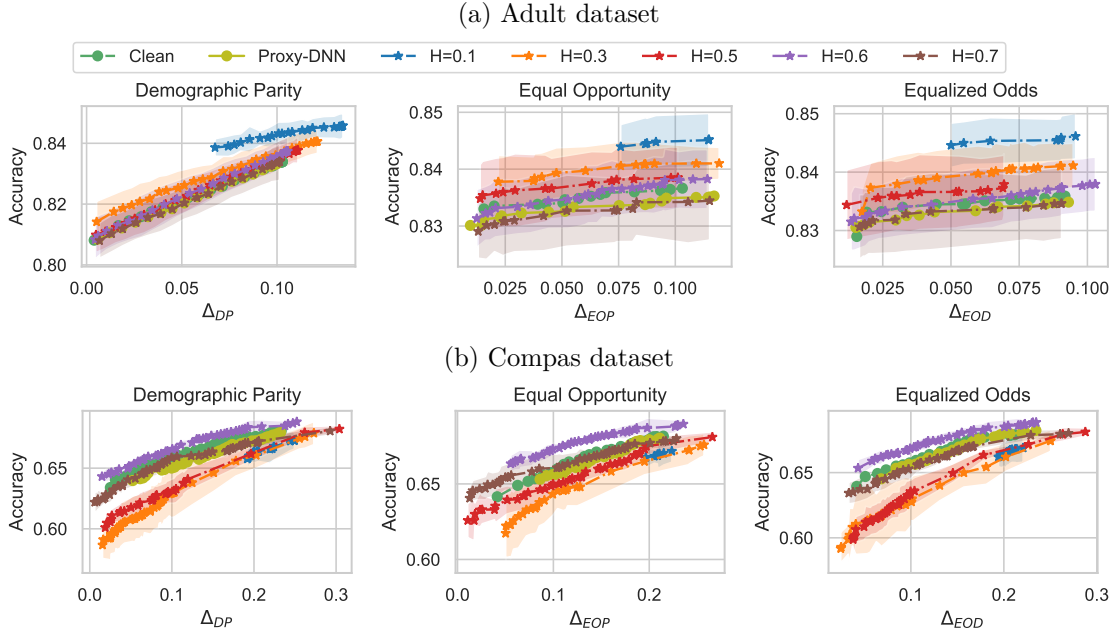 (a) Adult dataset
Clean Proxy-DNN H=0.1 H=0.3 H=0.5 H=0.6 H=0.7
Demographic Parity Equal Opportunity Equalized Odds
Accuracy Accuracy Accuracy
0.84 0.82 0.80
0.85 0.84 0.83
0.85 0.84 0.83
0.00 0.05 0.10
0.025 0.050 0.075 0.100
0.025 0.050 0.075 0.100
Δ_DP Δ_EOP Δ_EOD
(b) Compas dataset
Demographic Parity Equal Opportunity Equalized Odds
Accuracy Accuracy Accuracy
0.65 0.60
0.65 0.60
0.65 0.60
0.0 0.1 0.2 0.3
0.0 0.1 0.2
0.1 0.2 0.3
Δ_DP Δ_EOP Δ_EOD